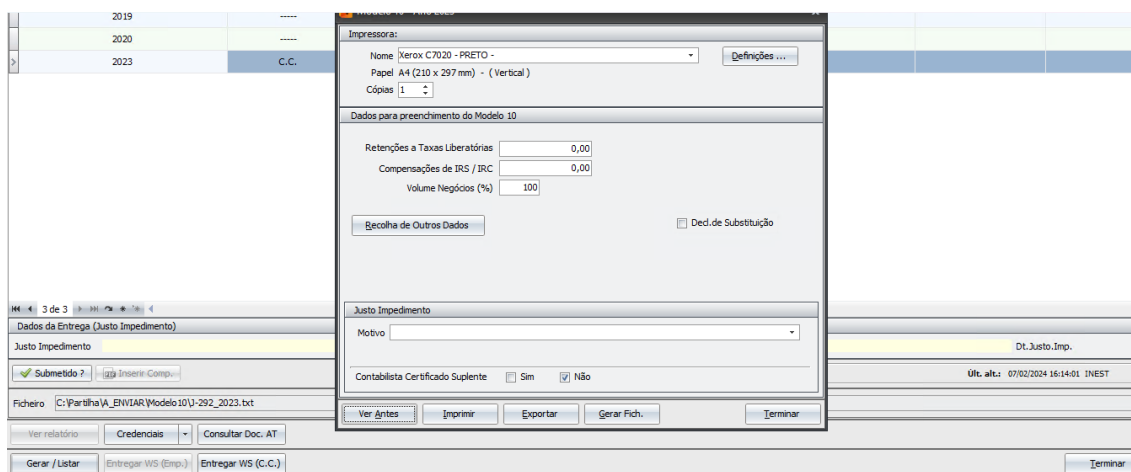 2019 -----
2020 -----
2023 C.C.
Modelo 10 - Ano 2023
Impressora:
Nome Xerox C7020 - PRETO -
Definições ...
Papel A4 (210 x 297 mm) - ( Vertical )
Cópias 1
Dados para preenchimento do Modelo 10
Retenções a Taxas Liberatórias 0,00
Compensações de IRS / IRC 0,00
Volume Negócios (%) 100
Recolha de Outros Dados
Decl.de Substituição
Justo Impedimento
Motivo
Contabilista Certificado Suplente Sim Não
Ver Antes Imprimir Exportar Gerar Fich. Terminar
3 de 3
Dados da Entrega (Justo Impedimento)
Justo Impedimento Dt.Justo.Imp.
Submetido ? Inserir Comp. Últ. alt.: 07/02/2024 16:14:01 INEST
Ficheiro C:\Partilha\A_ENVIAR\Modelo10\J-292_2023.txt
Ver relatório Credenciais Consultar Doc. AT
Gerar / Listar Entregar WS (Emp.) Entregar WS (C.C.) Terminar